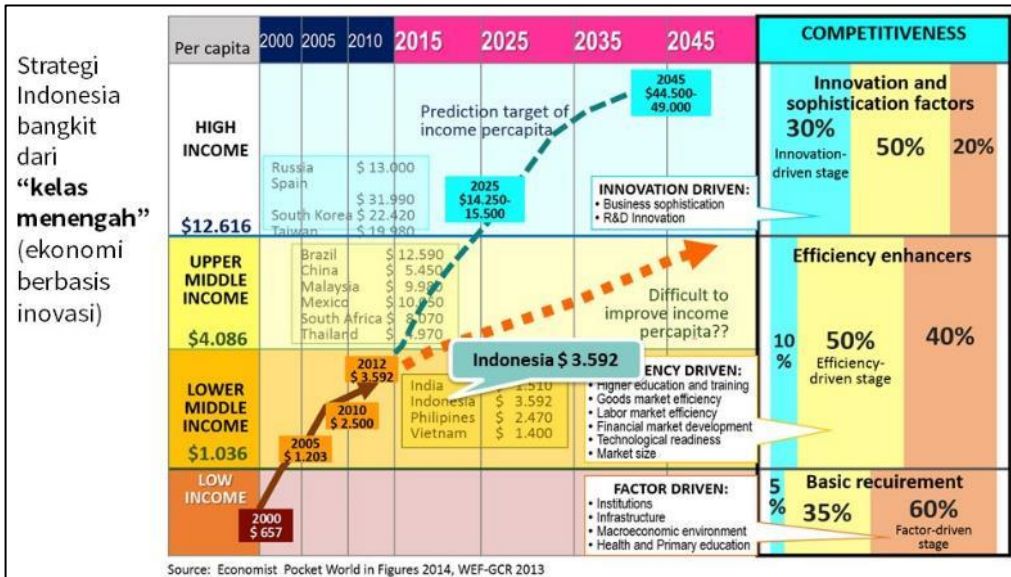 Strategi
Indonesia
bangkit
dari
“kelas
menengah”
(ekonomi
berbasis
inovasi)
Per capita 2000 2005 2010 2015 2025 2035 2045
HIGH
INCOME
$12.616
UPPER
MIDDLE
INCOME
$4.086
LOWER
MIDDLE
INCOME
$1.036
LOW
INCOME
Prediction target of
income percapita
2045
$44.500-
49.000
2025
$14.250-
15.500
Russia $ 13.000
Spain
$ 31.990
South Korea $ 22.420
Taiwan $ 19.980
Brazil $ 12.590
China $ 5.450
Malaysia $ 9.980
Mexico $
South Africa $ 8.070
Thailand $ 4.970
Difficult to
improve income
percapita??
Indonesia $ 3.592
2012
$ 3.592
2010
$ 2.500
2005
$ 1.203
2000
$ 657
India $ 1.510
Indonesia $ 3.592
Philipines $ 2.470
Vietnam $ 1.400
INNOVATION DRIVEN:
• Business sophistication
• R&D Innovation
DRIVEN:
• Higher education and training
• Goods market efficiency
• Labor market efficiency
• Financial market development
• Technological readiness
• Market size
FACTOR DRIVEN:
• Institutions
• Infrastructure
• Macroeconomic environment
• Health and Primary education
COMPETITIVENESS
Innovation and
sophistication factors
30%
Innovation-
driven stage
50%
20%
Efficiency enhancers
10
%
50%
Efficiency-
driven stage
40%
Basic recuirement
5
%
35%
60%
Factor-driven
stage
Source: Economist Pocket World in Figures 2014, WEF-GCR 2013